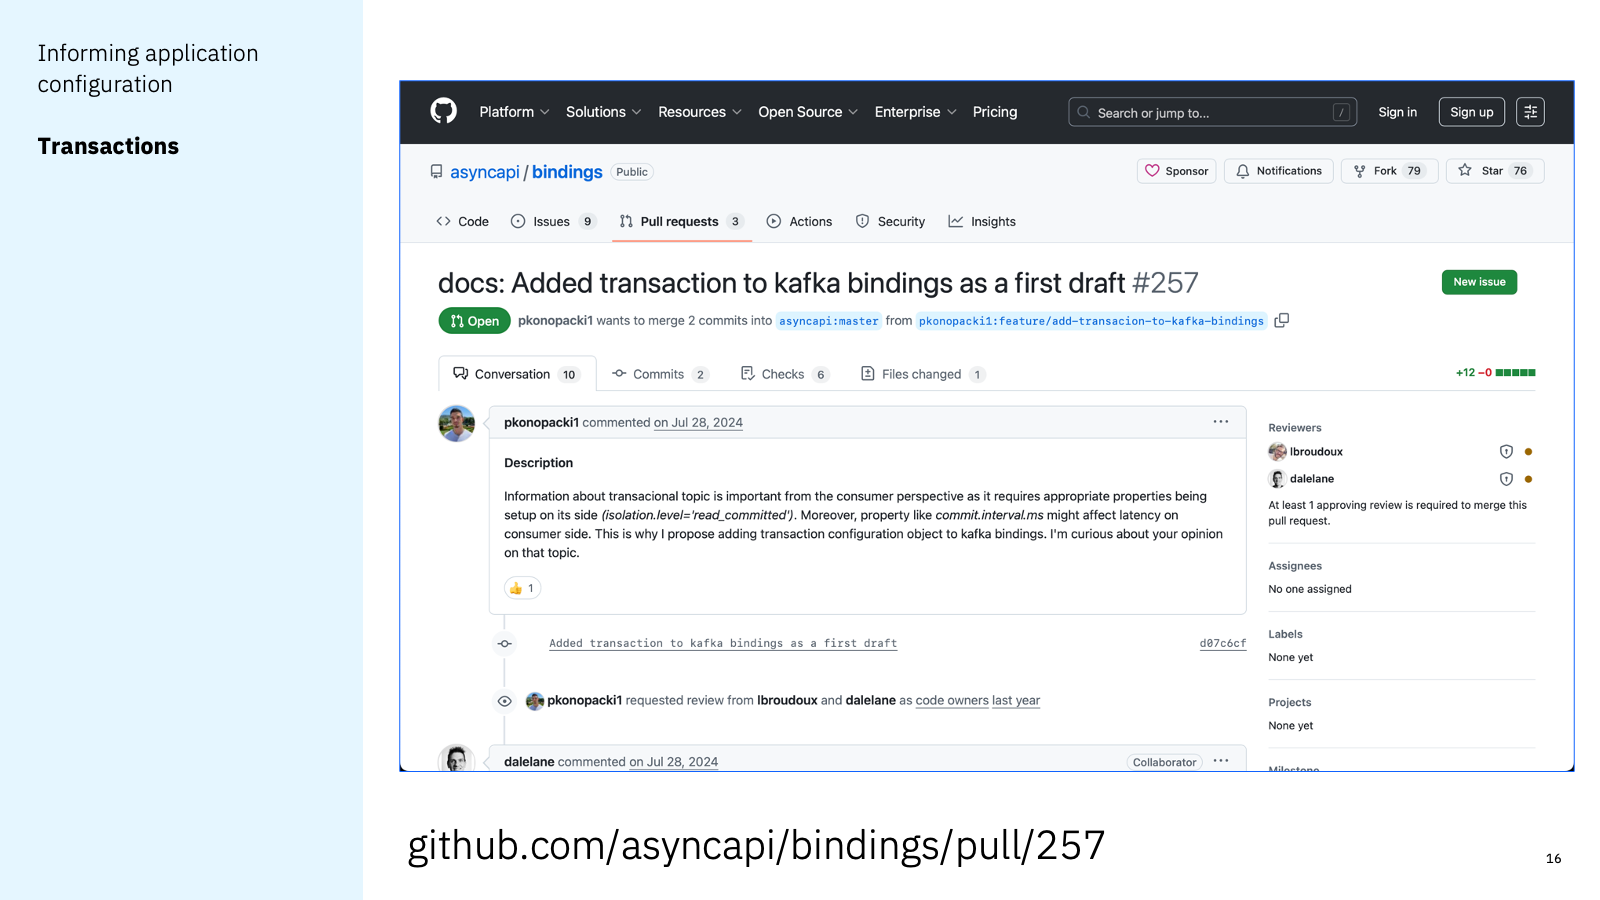 Informing application
configuration
Transactions
Platform Solutions Resources Open Source Enterprise Pricing Search or jump to... / Sign in Sign up
asyncapi / bindings Public Sponsor Notifications Fork 79 Star 76
Code Issues 9 Pull requests 3 Actions Security Insights
docs: Added transaction to kafka bindings as a first draft #257 New issue
Open pkonopacki1 wants to merge 2 commits into asyncapi:master from pkonopacki1:feature/add-transacion-to-kafka-bindings
Conversation 10 Commits 2 Checks 6 Files changed 1 +12 −0
pkonopacki1 commented on Jul 28, 2024 ...
Description
Information about transacional topic is important from the consumer perspective as it requires appropriate properties being
setup on its side (isolation.level='read_committed'). Moreover, property like commit.interval.ms might affect latency on
consumer side. This is why I propose adding transaction configuration object to kafka bindings. I'm curious about your opinion
on that topic.
👍 1
Added transaction to kafka bindings as a first draft d07c6cf
pkonopacki1 requested review from lbroudoux and dalelane as code owners last year
dalelane commented on Jul 28, 2024 Collaborator ...
Reviewers
lbroudoux
dalelane
At least 1 approving review is required to merge this
pull request.
Assignees
No one assigned
Labels
None yet
Projects
None yet
Milestone
github.com/asyncapi/bindings/pull/257
16